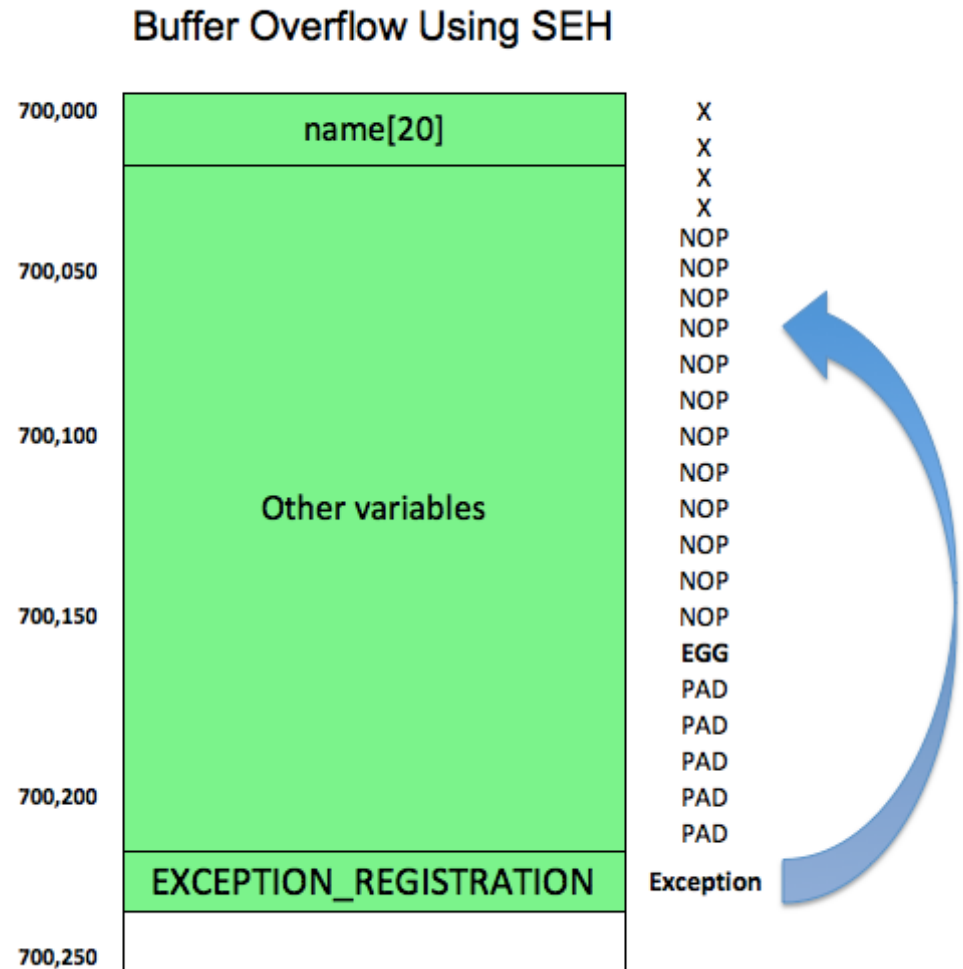 Buffer Overflow Using SEH
700,000
name[20]
X
X
X
X
NOP
700,050
NOP
NOP
NOP
NOP
NOP
700,100
NOP
NOP
Other variables
NOP
NOP
NOP
700,150
NOP
EGG
PAD
PAD
PAD
700,200
PAD
PAD
EXCEPTION_REGISTRATION
Exception
700,250